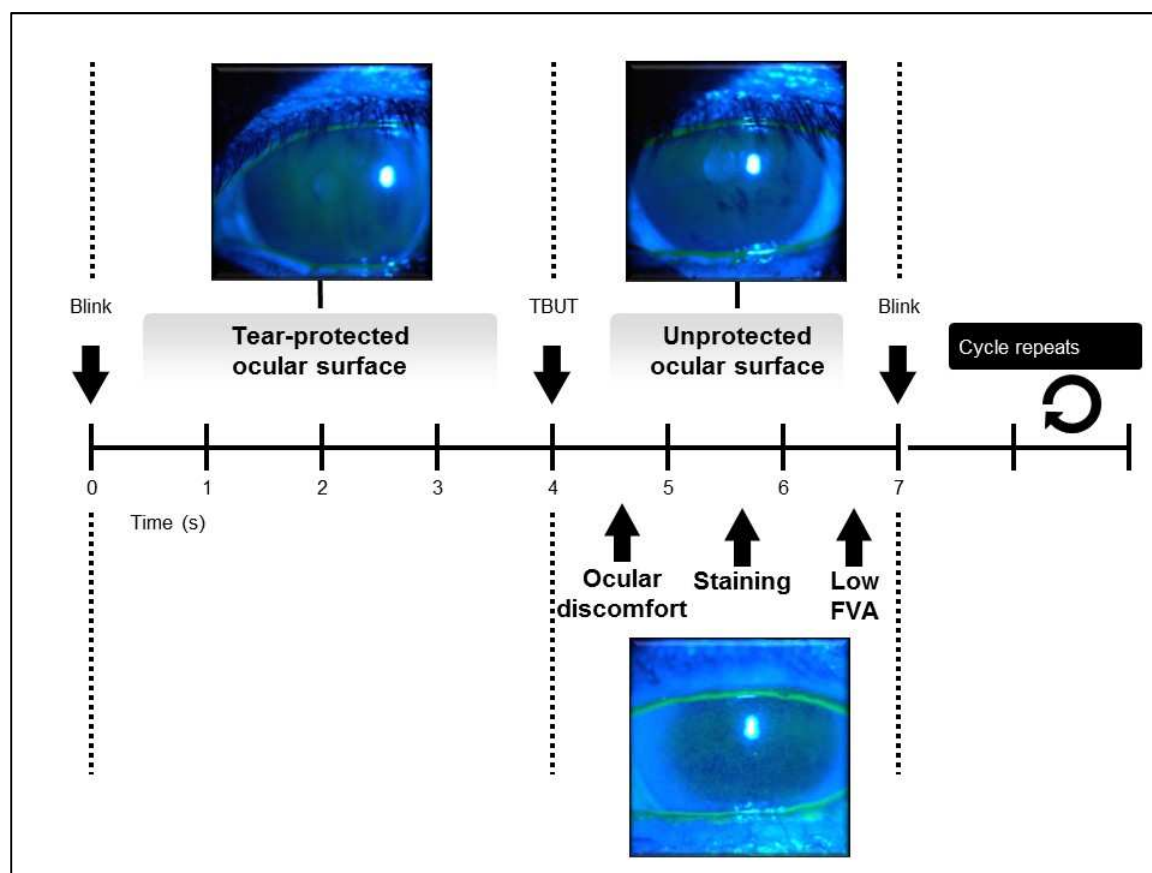 Blink
TBUT
Blink
Tear-protected
ocular surface
Unprotected
ocular surface
Cycle repeats
0 1 2 3 4 5 6 7
Time (s)
Ocular
discomfort
Staining
Low
FVA